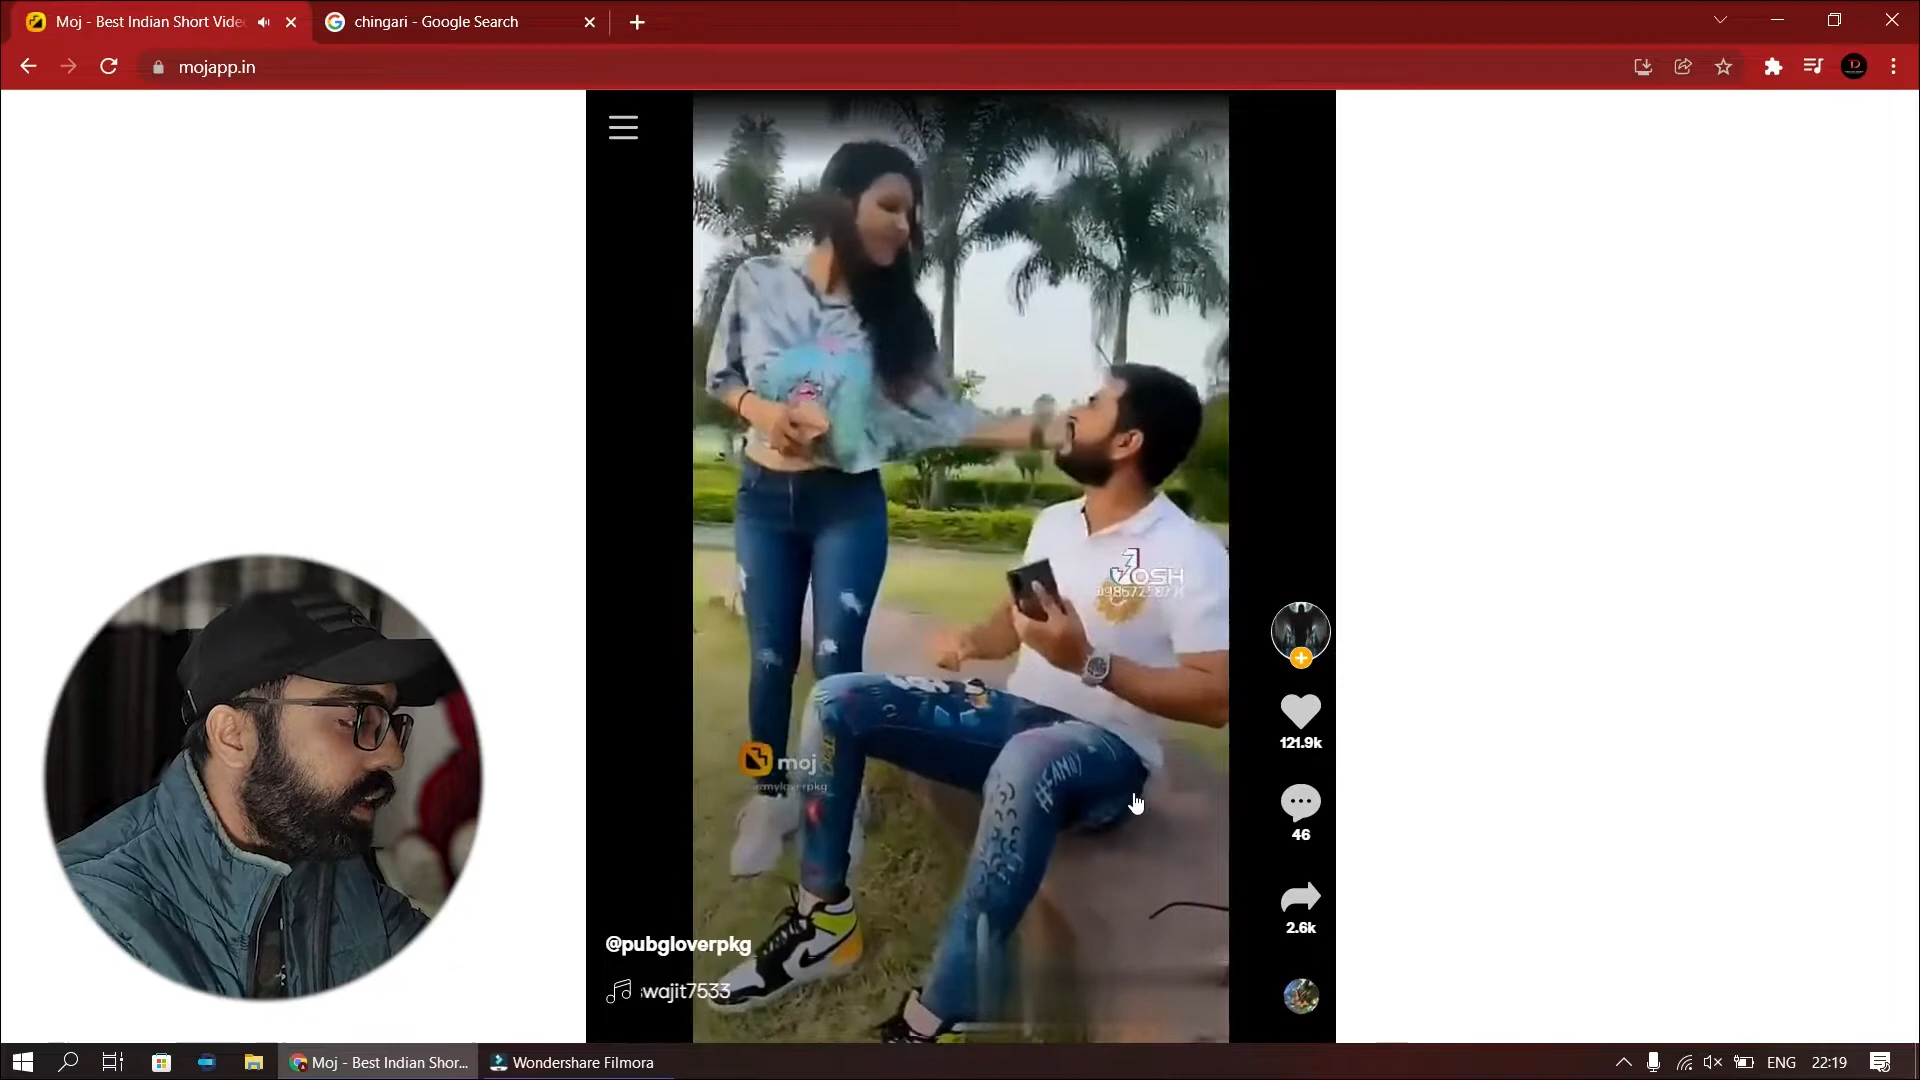 Moj - Best Indian Short Vide
chingari - Google Search
mojapp.in
JOSH
moj
121.9k
46
2.6k
@pubgloverpkg
wajit7533
#GAMO
Moj - Best Indian Shor...
Wondershare Filmora
ENG
22:19